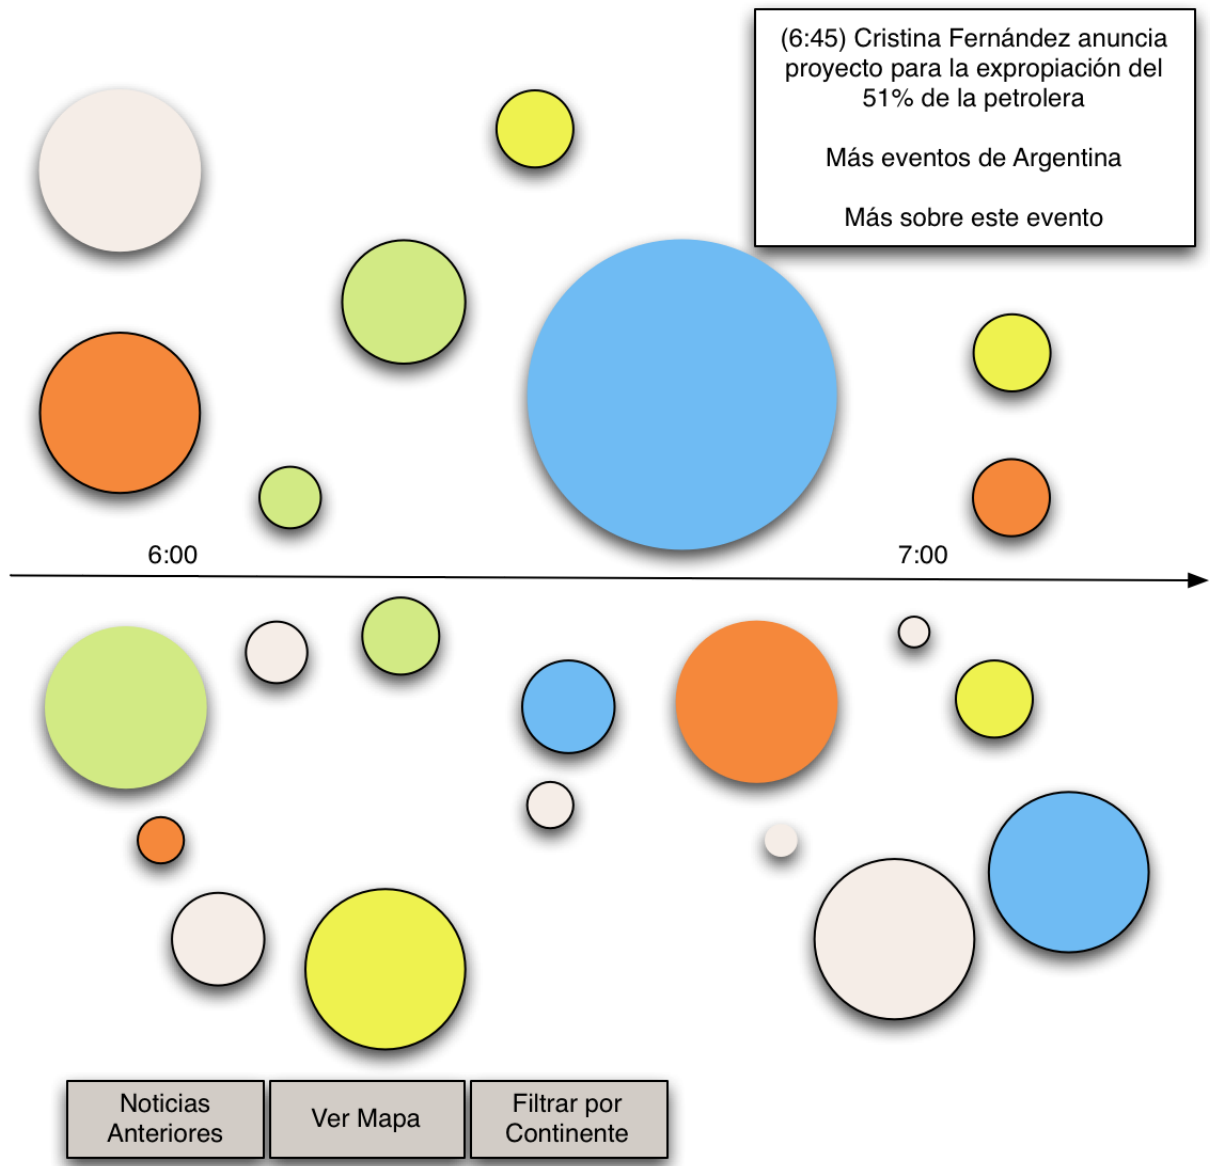 (6:45) Cristina Fernández anuncia
proyecto para la expropiación del
51% de la petrolera
Más eventos de Argentina
Más sobre este evento
6:00
7:00
Noticias
Anteriores
Ver Mapa
Filtrar por
Continente